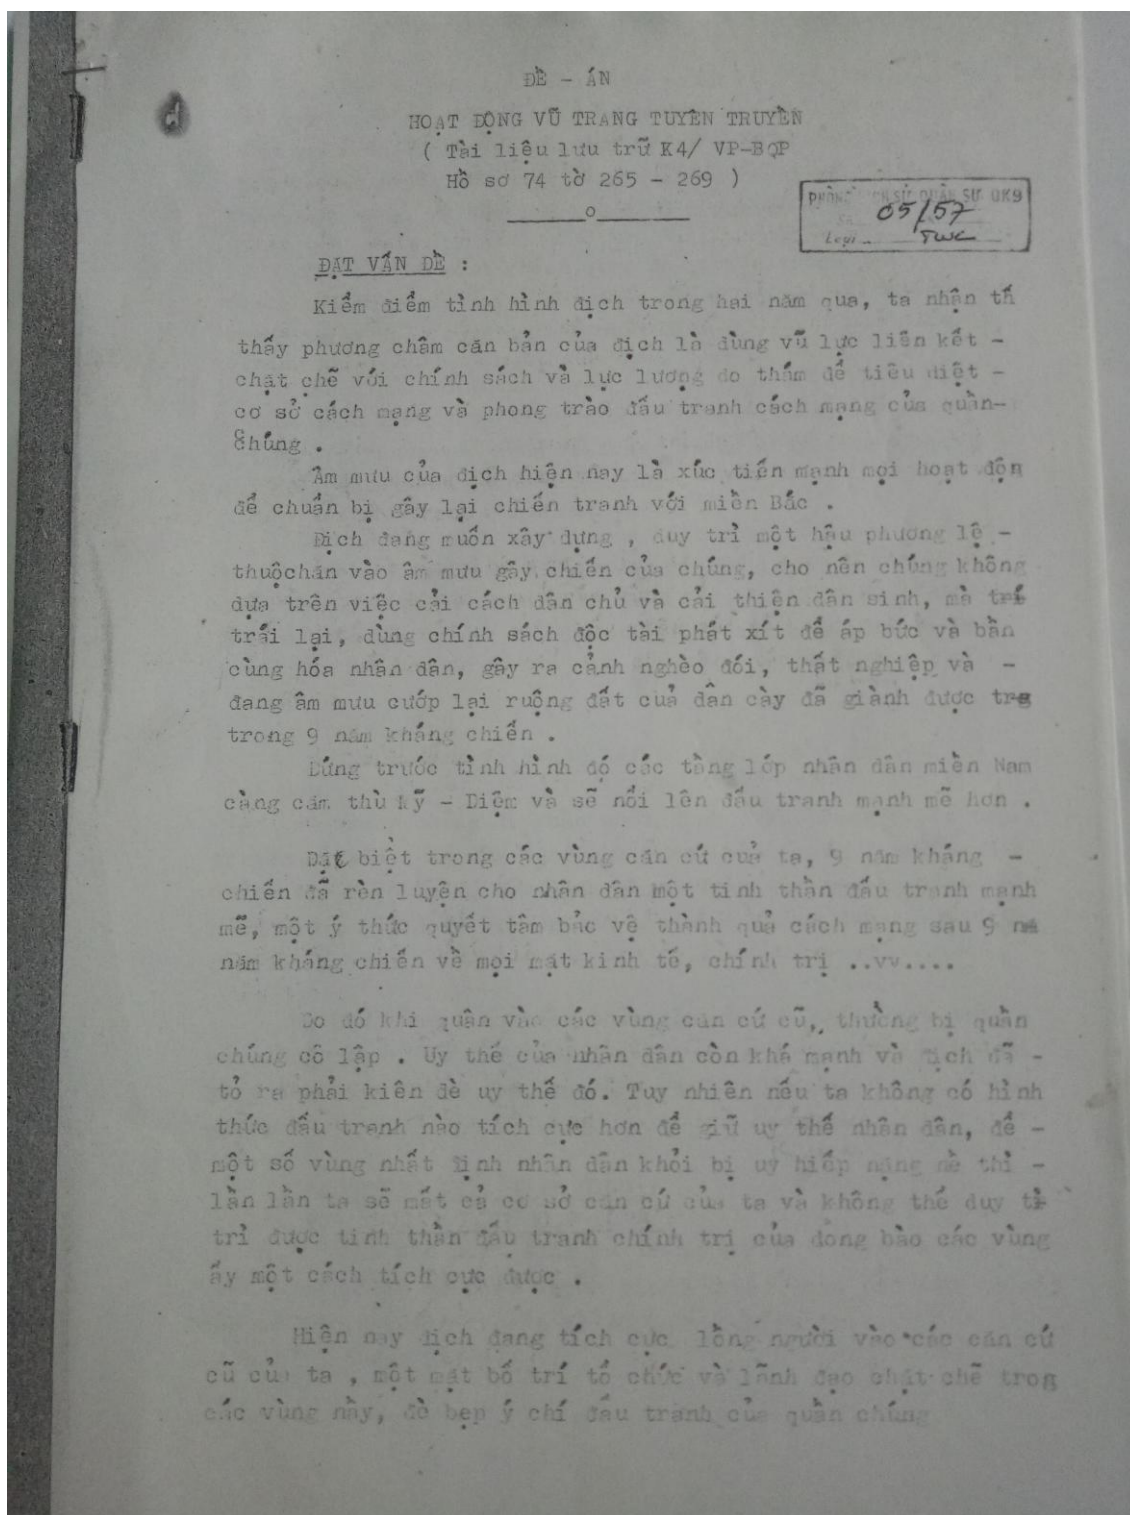 ĐỀ - ÁN
HOẠT ĐỘNG VŨ TRANG TUYÊN TRUYỀN
( Tài liệu lưu trữ K4/ VP-BQP
Hồ sơ 74 tờ 265 - 269 )
o
QUÂN SỰ QK9
05/57
Loại
ĐẶT VẤN ĐỀ :
Kiểm điểm tình hình địch trong hai năm qua, ta nhận th
thấy phương châm căn bản của địch là dùng vũ lực liên kết -
chặt chẽ với chính sách và lực lượng do thám để tiêu diệt -
cơ sở cách mạng và phong trào đấu tranh cách mạng của quần-
chúng .
Âm mưu của địch hiện nay là xúc tiến mạnh mọi hoạt độn
để chuẩn bị gây lại chiến tranh với miền Bắc .
Địch đang muốn xây dựng , duy trì một hậu phương lệ -
thuộchẳn vào âm mưu gây chiến của chúng, cho nên chúng không
dựa trên việc cải cách dân chủ và cải thiện dân sinh, mà trá
trái lại, dùng chính sách độc tài phát xít để áp bức và bần
cùng hóa nhân dân, gây ra cảnh nghèo đói, thất nghiệp và -
đang âm mưu cướp lại ruộng đất cuả dân cày đã giành được trg
trong 9 năm kháng chiến .
Đứng trước tình hình đó các tầng lớp nhân dân miền Nam
càng căm thù Mỹ - Diệm và sẽ nổi lên đấu tranh mạnh mẽ hơn .
Đặc biệt trong các vùng căn cứ cuả ta, 9 năm kháng -
chiến đã rèn luyện cho nhân dân một tinh thần đấu tranh mạnh
mẽ, một ý thức quyết tâm bảc vệ thành quả cách mạng sau 9 nă
năm kháng chiến về mọi mặt kinh tế, chính trị ..vv....
Do đó khi quân vào các vùng căn cứ cũ, thường bị quần
chúng cô lập . Uy thế của nhân dân còn khá mạnh và địch đã -
tỏ ra phải kiên dè uy thế đó. Tuy nhiên nếu ta không có hình
thức đấu tranh nào tích cực hơn để giữ uy thế nhân dân, để -
một số vùng nhất định nhân dân khỏi bị uy hiếp nặng nề thì -
lần lần ta sẽ mất cả cơ sở căn cứ của ta và không thể duy tr
trì được tinh thần đấu tranh chính trị của đồng bào các vùng
ấy một cách tích cực được .
Hiện nay địch đang tích cực lồng người vào các căn cứ
cũ của ta , một mặt bố trí tổ chức và lãnh đạo chặt chẽ trong
các vùng nầy, đè bẹp ý chí đấu tranh của quần chúng